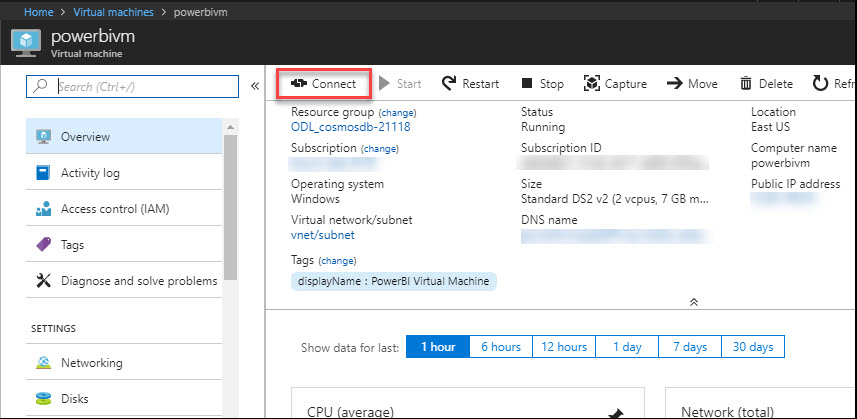 Home > Virtual machines > powerbivm
powerbivm
Virtual machine
Search (Ctrl+/)
Overview
Activity log
Access control (IAM)
Tags
Diagnose and solve problems
SETTINGS
Networking
Disks
Connect Start Restart Stop Capture Move Delete Refr
Resource group (change)
ODL_cosmosdb-21118
Subscription (change)
Operating system
Windows
Virtual network/subnet
vnet/subnet
Tags (change)
displayName : PowerBI Virtual Machine
Status
Running
Subscription ID
Size
Standard DS2 v2 (2 vcpus, 7 GB m...
DNS name
Location
East US
Computer name
powerbivm
Public IP address
Show data for last: 1 hour 6 hours 12 hours 1 day 7 days 30 days
CPU (average)
Network (total)